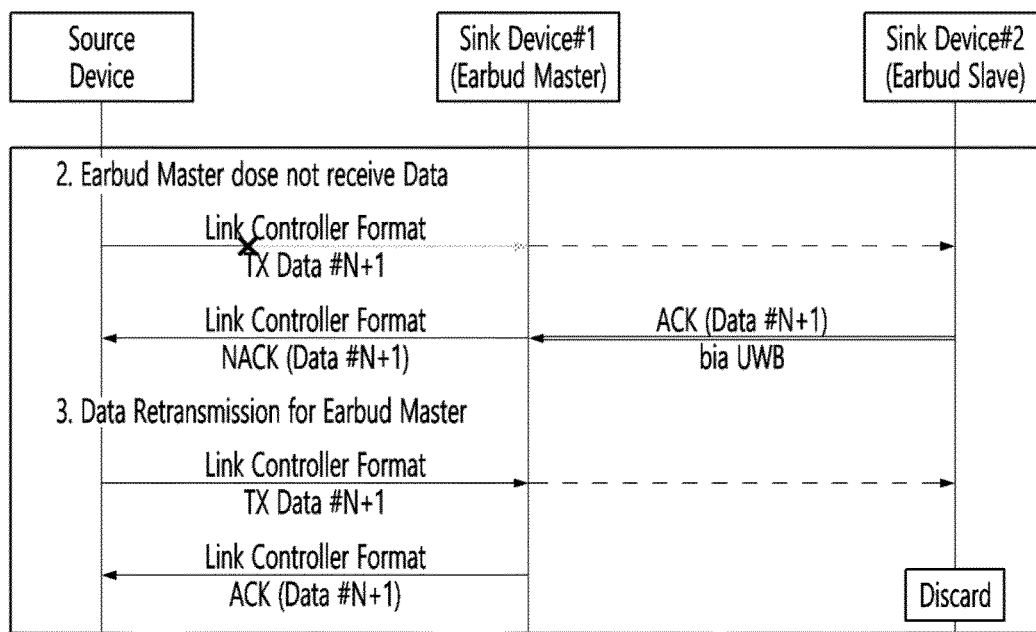 Source
Device
Sink Device#1
(Earbud Master)
Sink Device#2
(Earbud Slave)
2. Earbud Master dose not receive Data
Link Controller Format
TX Data #N+1
Link Controller Format
NACK (Data #N+1)
ACK (Data #N+1)
bia UWB
3. Data Retransmission for Earbud Master
Link Controller Format
TX Data #N+1
Link Controller Format
ACK (Data #N+1)
Discard